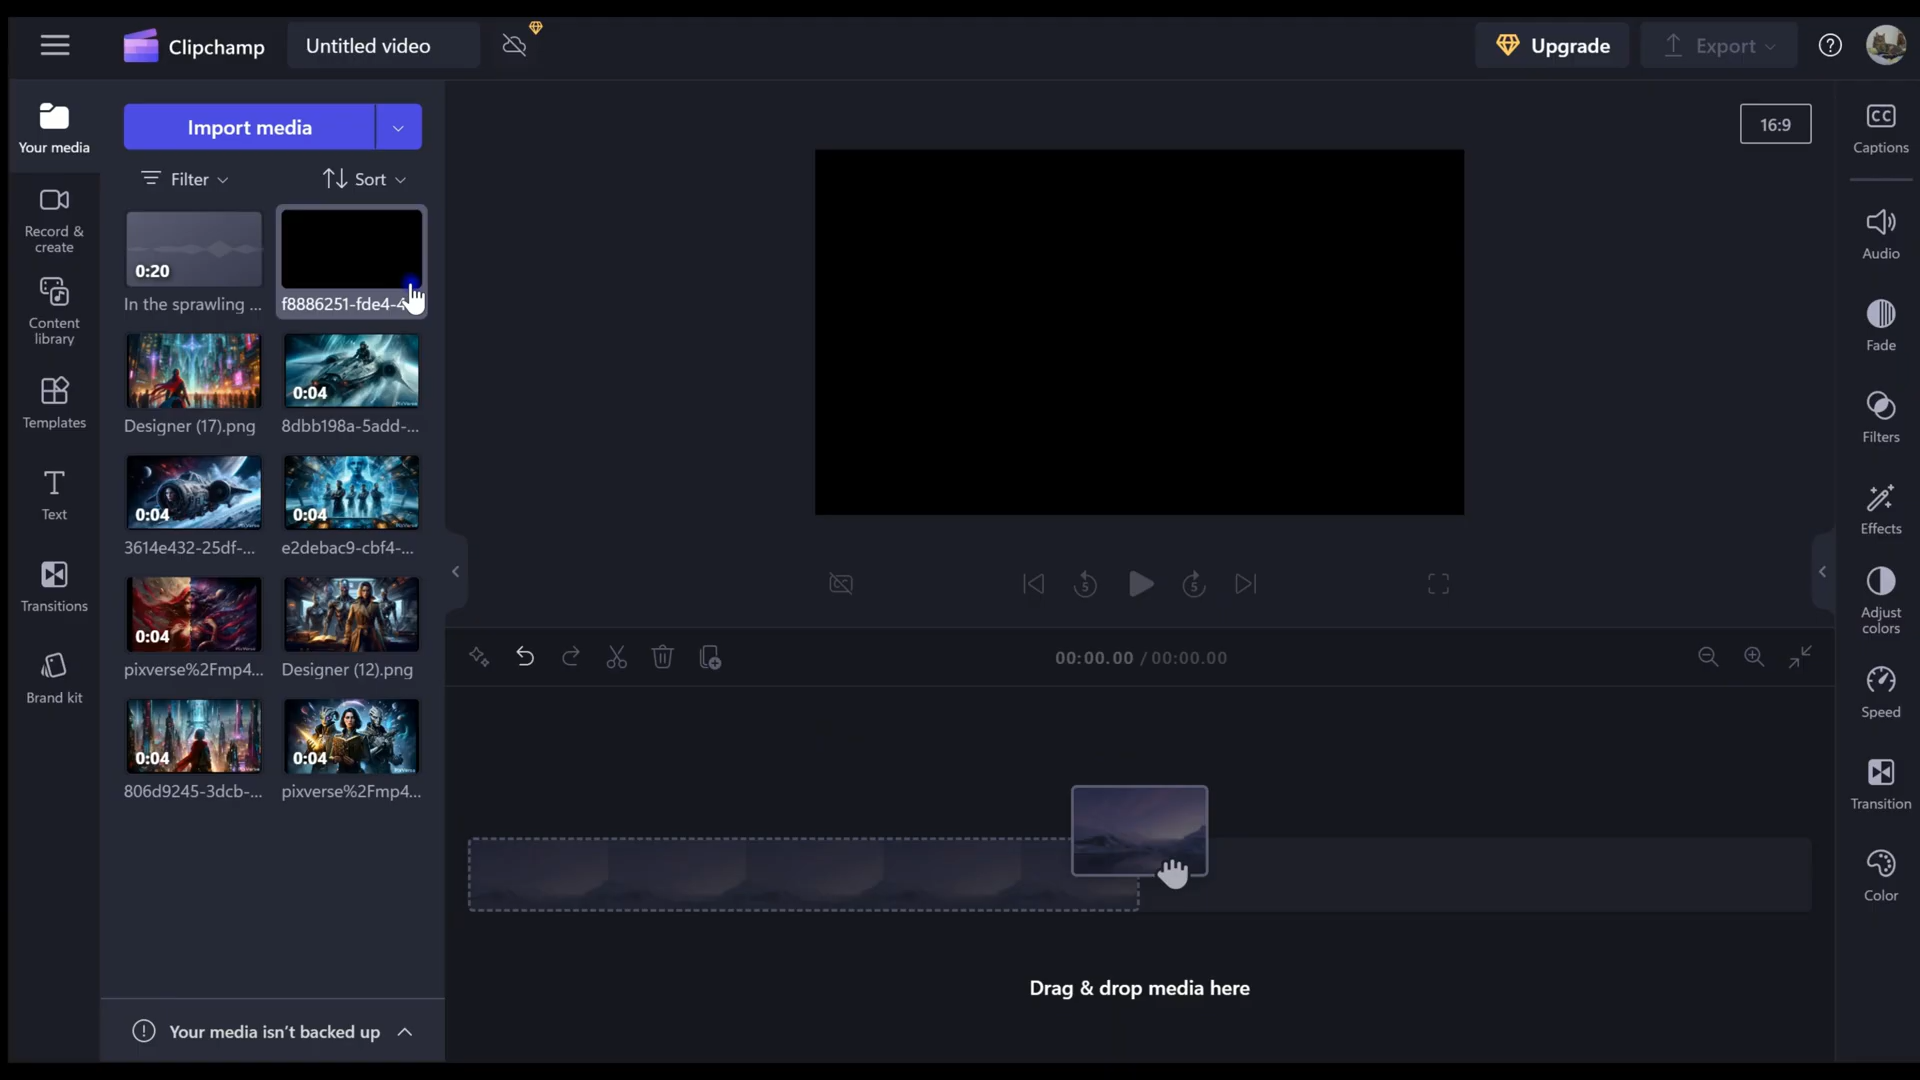 Clipchamp
Untitled video
Upgrade
Export
Your media
Import media
16:9
CC
Captions
Filter
Sort
Record &
create
0:20
In the sprawling ...
f8886251-fde4-4
Audio
Content
library
Fade
Templates
Designer (17).png
0:04
8dbb198a-5add-...
Filters
Text
0:04
3614e432-25df-...
0:04
e2debac9-cbf4-...
Effects
Transitions
0:04
pixverse%2Fmp4...
Designer (12).png
5
5
Adjust
colors
Brand kit
00:00.00 / 00:00.00
Speed
0:04
806d9245-3dcb-...
0:04
pixverse%2Fmp4...
Transition
Color
Drag & drop media here
Your media isn't backed up